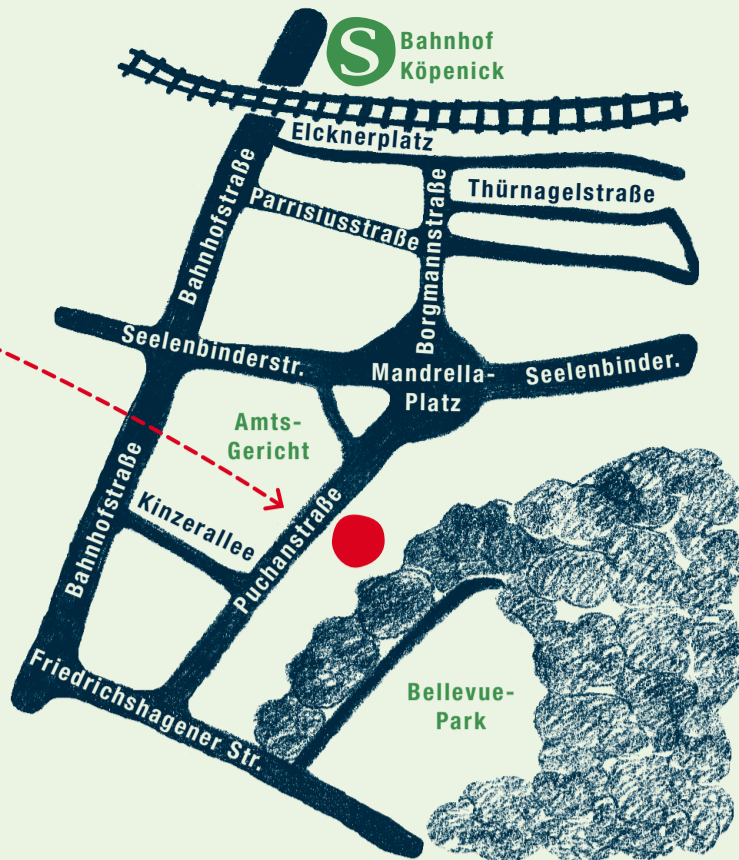 S
Bahnhof
Köpenick
Elcknerplatz
Bahnhofstraße
Parrisiusstraße
Borgmannstraße
Thürnagelstraße
Seelenbinderstr.
Mandrella-
Platz
Seelenbinder.
Amts-
Gericht
Bahnhofstraße
Kinzerallee
Puchanstraße
Friedrichshagener Str.
Bellevue-
Park